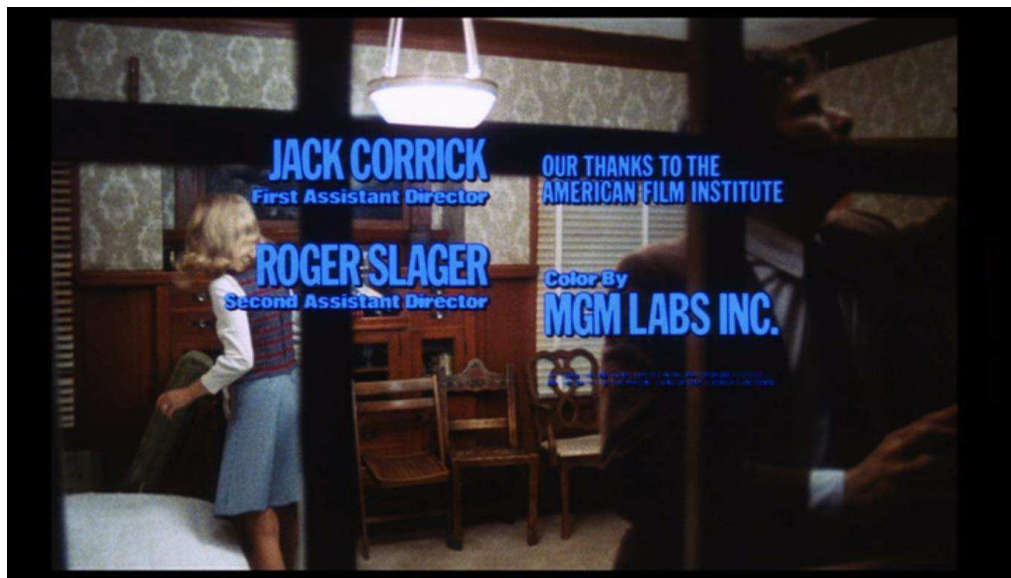 JACK CORRICK
First Assistant Director
ROGER SLAGER
Second Assistant Director
OUR THANKS TO THE
AMERICAN FILM INSTITUTE
Color By
MGM LABS INC.